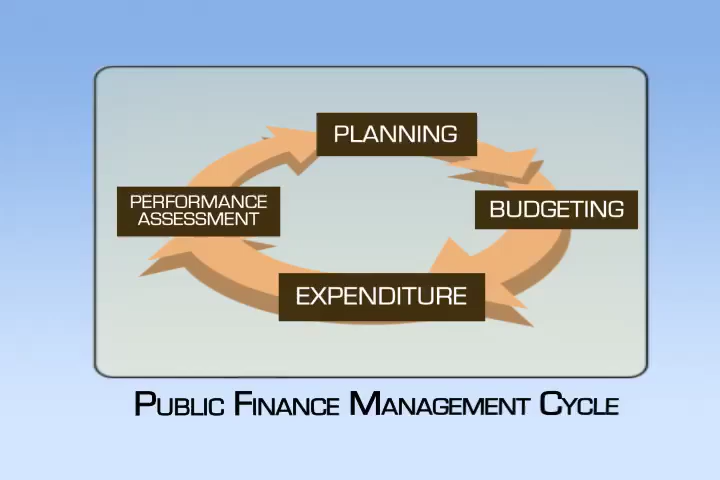 PLANNING
PERFORMANCE
ASSESSMENT
BUDGETING
EXPENDITURE
PUBLIC FINANCE MANAGEMENT CYCLE